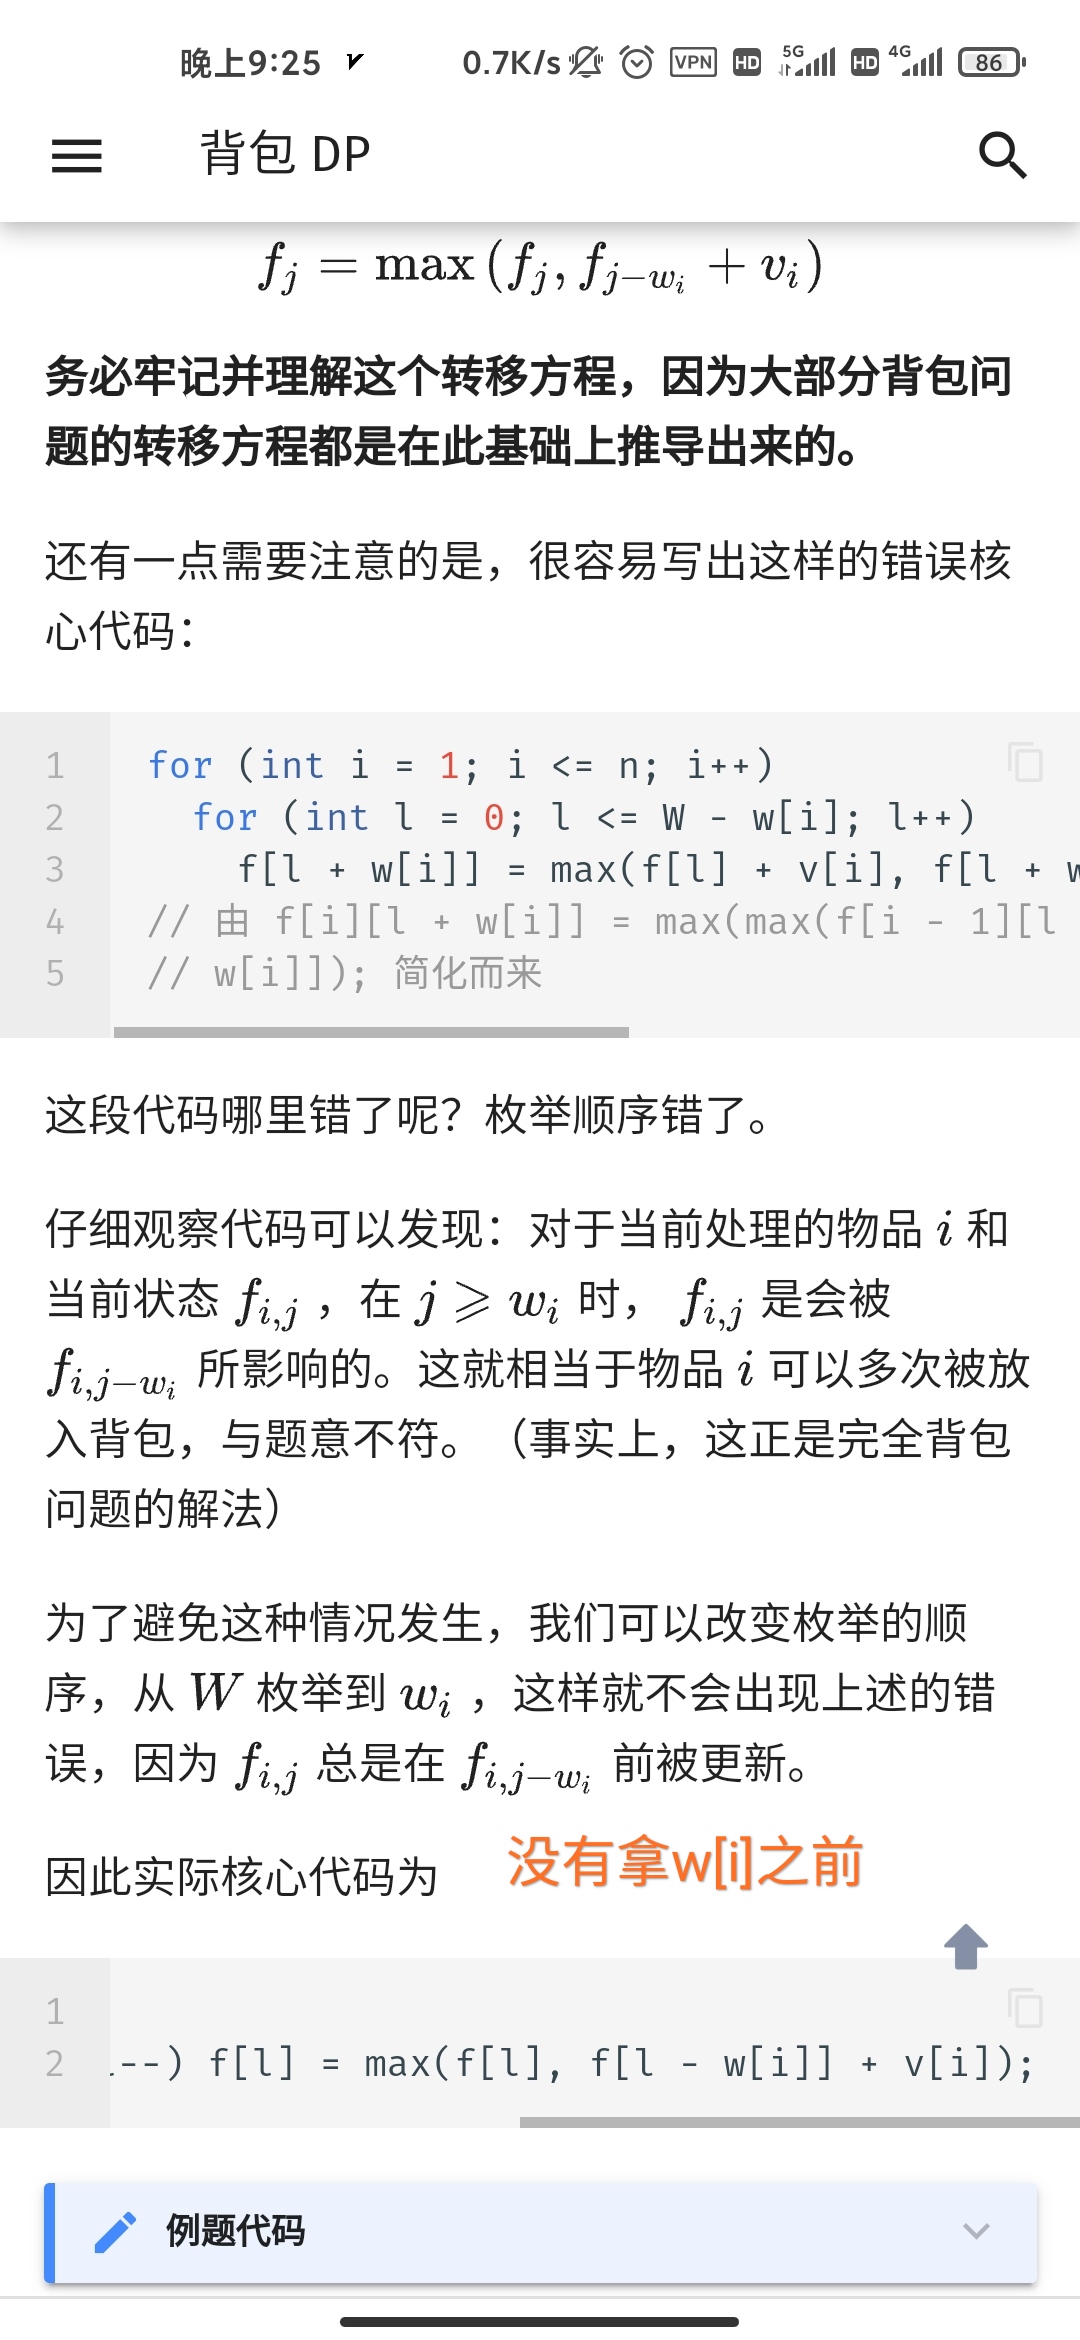 晚上9:25 0.7K/s VPN HD 5G HD 4G 86
背包 DP
f_j = max (f_j, f_{j−w_i} + v_i)
务必牢记并理解这个转移方程，因为大部分背包问
题的转移方程都是在此基础上推导出来的。
还有一点需要注意的是，很容易写出这样的错误核
心代码：
1 for (int i = 1; i <= n; i++)
2 for (int l = 0; l <= W - w[i]; l++)
3 f[l + w[i]] = max(f[l] + v[i], f[l + w
4 // 由 f[i][l + w[i]] = max(max(f[i - 1][l
5 // w[i]]); 简化而来
这段代码哪里错了呢？枚举顺序错了。
仔细观察代码可以发现：对于当前处理的物品 i 和
当前状态 f_{i,j} ，在 j ⩾ w_i 时， f_{i,j} 是会被
f_{i,j−w_i} 所影响的。这就相当于物品 i 可以多次被放
入背包，与题意不符。（事实上，这正是完全背包
问题的解法）
为了避免这种情况发生，我们可以改变枚举的顺
序，从 W 枚举到 w_i ，这样就不会出现上述的错
误，因为 f_{i,j} 总是在 f_{i,j−w_i} 前被更新。
因此实际核心代码为 没有拿w[i]之前
1
2 --) f[l] = max(f[l], f[l - w[i]] + v[i]);
例题代码